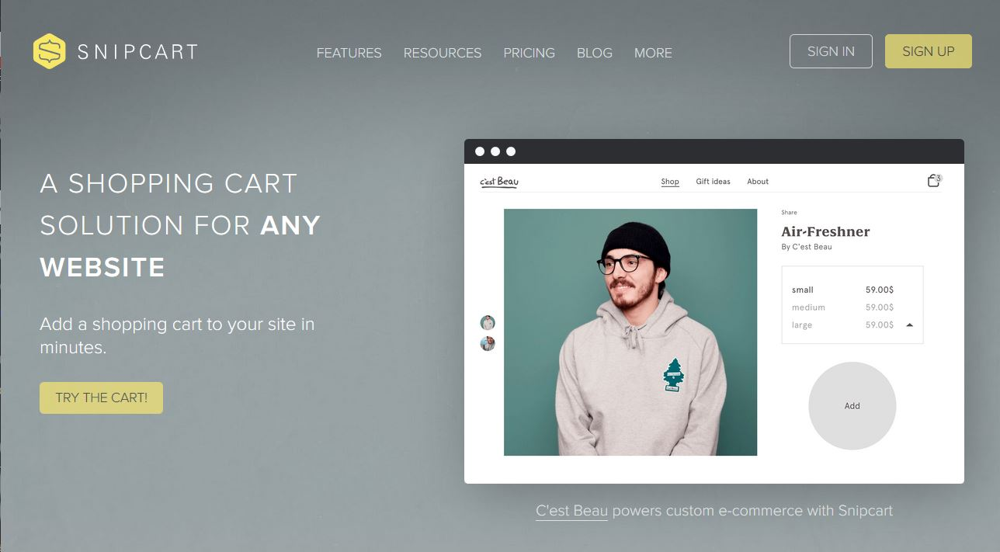 SNIPCART
FEATURES RESOURCES PRICING BLOG MORE
SIGN IN SIGN UP
A SHOPPING CART
SOLUTION FOR ANY
WEBSITE
Add a shopping cart to your site in
minutes.
TRY THE CART!
c'est Beau
Shop Gift ideas About
3
Share
Air-Freshner
By C'est Beau
small 59.00$
medium 59.00$
large 59.00$
Add
C'est Beau powers custom e-commerce with Snipcart